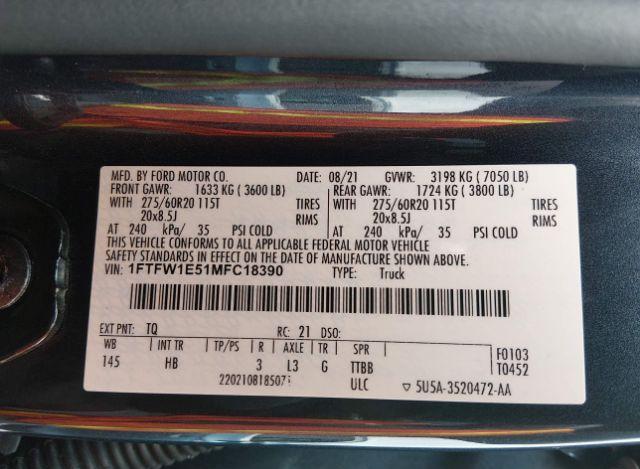 MFD. BY FORD MOTOR CO. DATE: 08/21 GVWR: 3198 KG ( 7050 LB)
FRONT GAWR: 1633 KG ( 3600 LB) REAR GAWR: 1724 KG ( 3800 LB)
WITH 275/60R20 115T TIRES WITH 275/60R20 115T TIRES
20x8.5J RIMS 20x8.5J RIMS
AT 240 kPa/ 35 PSI COLD AT 240 kPa/ 35 PSI COLD
THIS VEHICLE CONFORMS TO ALL APPLICABLE FEDERAL MOTOR VEHICLE
SAFETY STANDARDS IN EFFECT ON THE DATE OF MANUFACTURE SHOWN ABOVE.
VIN: 1FTFW1E51MFC18390 TYPE: Truck
EXT PNT: TQ RC: 21 DSO:
WB INT TR TP/PS R AXLE TR SPR F0103
145 HB 3 L3 G TTBB T0452
220210818507 ULC 5U5A-3520472-AA